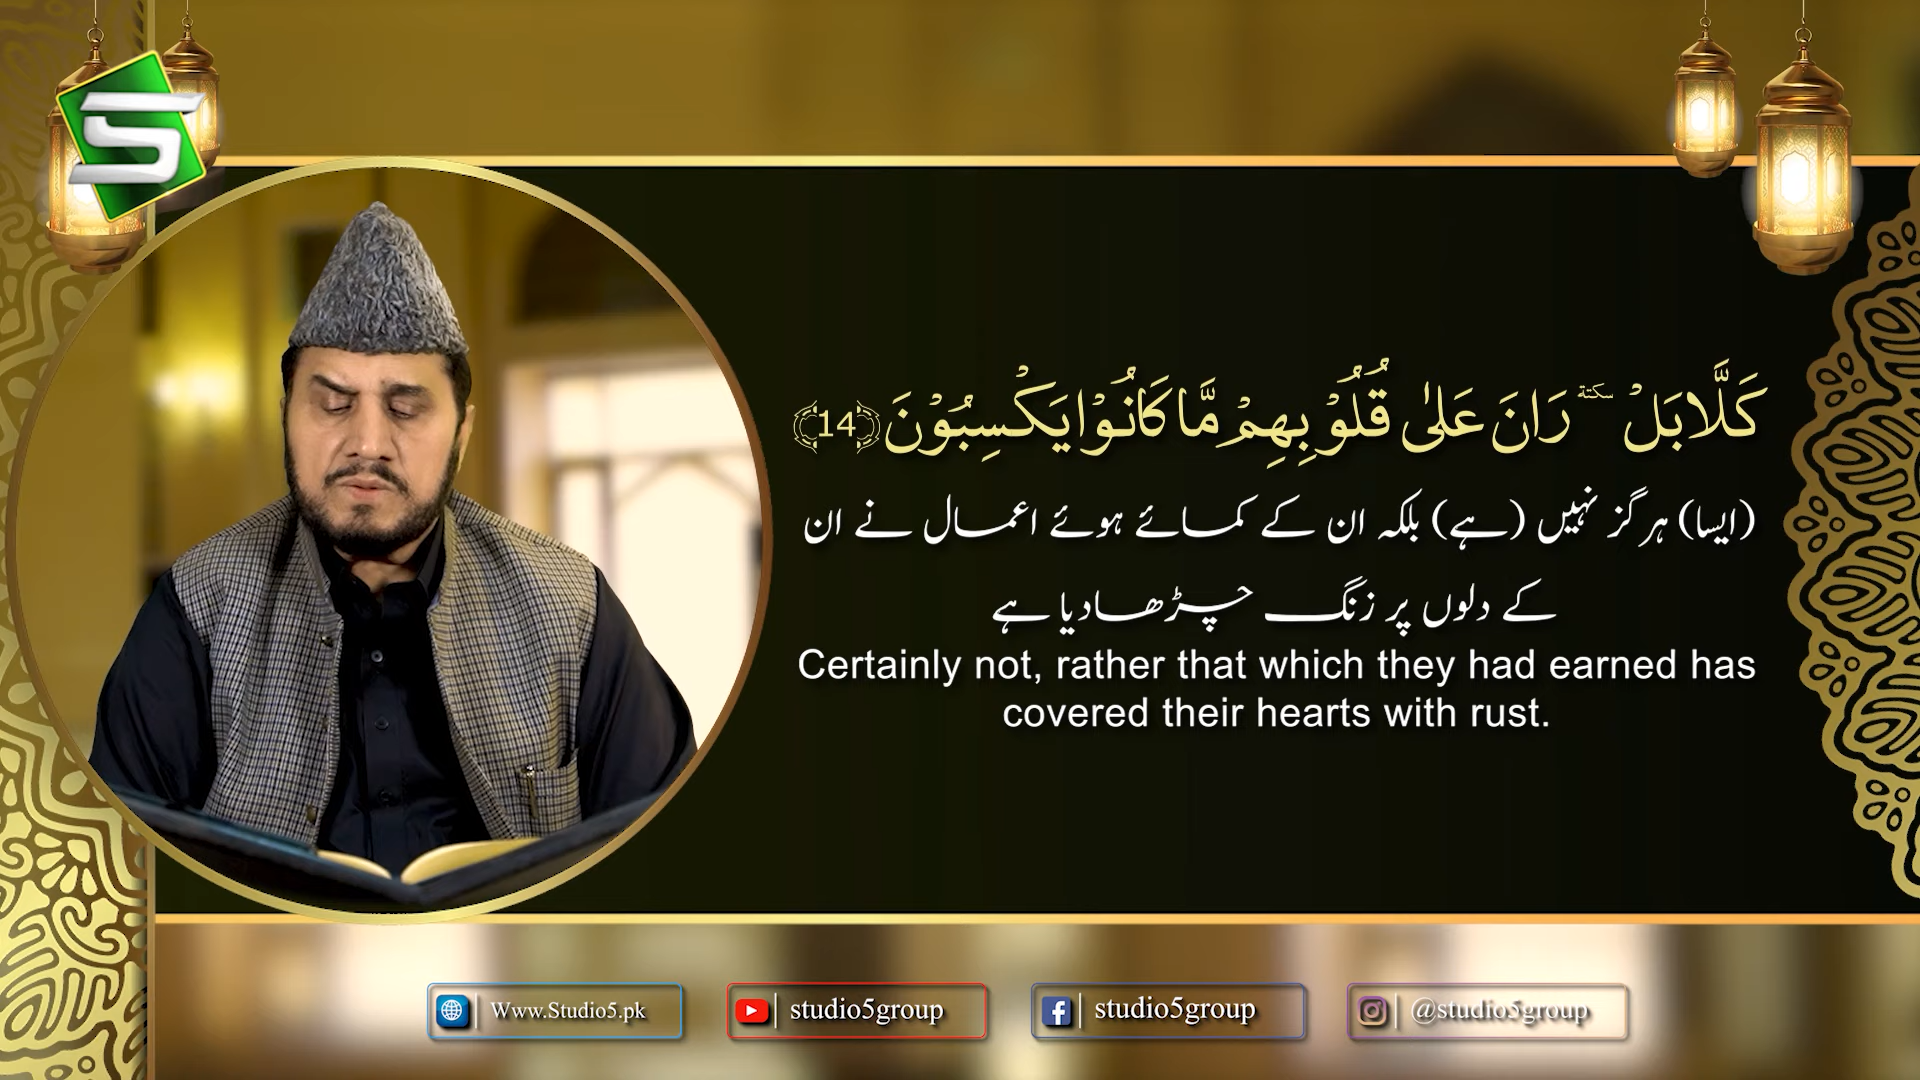 كَلَّا بَلْ ٚ سكتة رَانَ عَلٰى قُلُوْبِهِمْ مَّا كَانُوْا يَكْسِبُوْنَ ﴿14﴾
(ایسا) ہرگز نہیں (ہے) بلکہ ان کے کمائے ہوئے اعمال نے ان
کے دلوں پر زنگ چڑھادیا ہے
Certainly not, rather that which they had earned has
covered their hearts with rust.
Www.Studio5.pk
studio5group
studio5group
@studio5group